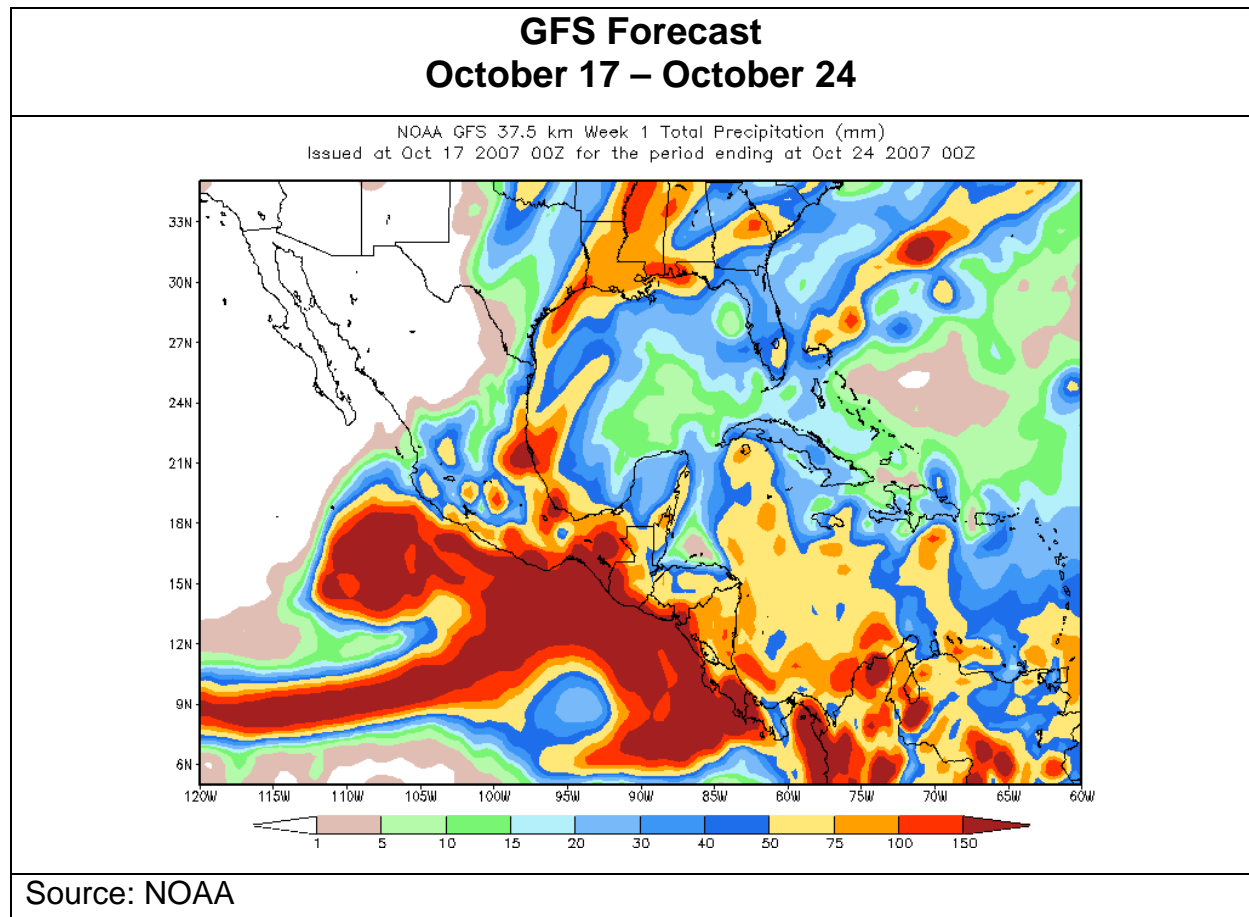 GFS Forecast
October 17 – October 24
NOAA GFS 37.5 km Week 1 Total Precipitation (mm)
Issued at Oct 17 2007 00Z for the period ending at Oct 24 2007 00Z
33N
30N
27N
24N
21N
18N
15N
12N
9N
6N
120W 115W 110W 105W 100W 95W 90W 85W 80W 75W 70W 65W 60W
1 5 10 15 20 30 40 50 75 100 150
Source: NOAA